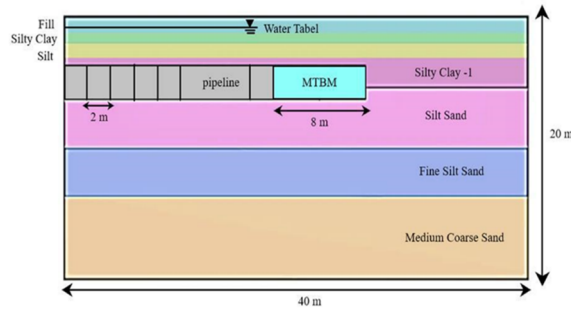 Fill
Water Tabel
Silty Clay
Silt
Silty Clay -1
pipeline
MTBM
2 m
8 m
Silt Sand
20 m
Fine Silt Sand
Medium Coarse Sand
40 m